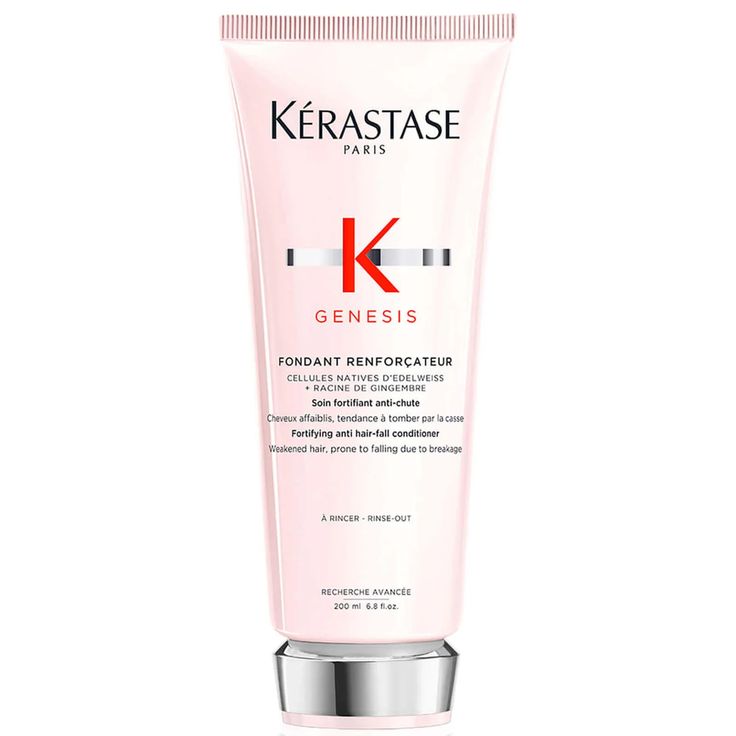 KÉRASTASE
PARIS
K
GENESIS
FONDANT RENFORÇATEUR
CELLULES NATIVES D'EDELWEISS
+ RACINE DE GINGEMBRE
Soin fortifiant anti-chute
Cheveux affaiblis, tendance à tomber par la casse
Fortifying anti hair-fall conditioner
Weakened hair, prone to falling due to breakage
À RINCER - RINSE-OUT
RECHERCHE AVANCÉE
200 ml 6.8 fl.oz.